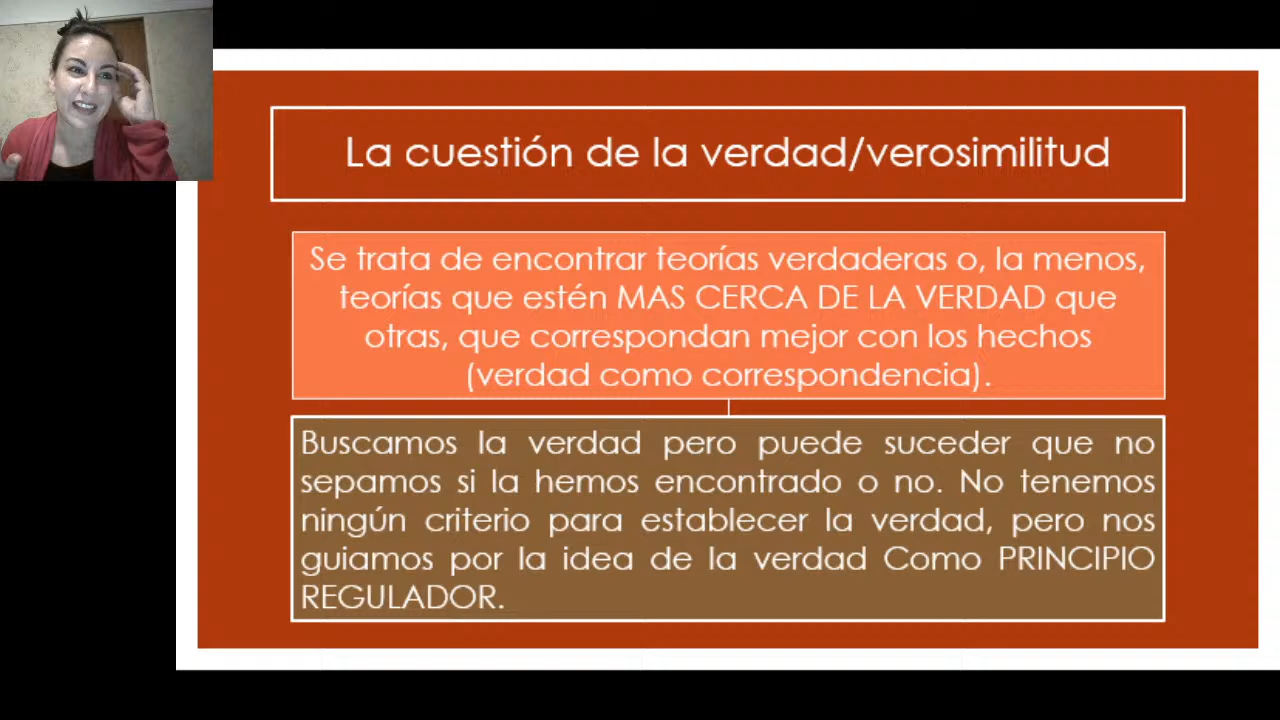 La cuestión de la verdad/verosimilitud
Se trata de encontrar teorías verdaderas o, la menos,
teorías que estén MAS CERCA DE LA VERDAD que
otras, que correspondan mejor con los hechos
(verdad como correspondencia).
Buscamos la verdad pero puede suceder que no
sepamos si la hemos encontrado o no. No tenemos
ningún criterio para establecer la verdad, pero nos
guiamos por la idea de la verdad Como PRINCIPIO
REGULADOR.